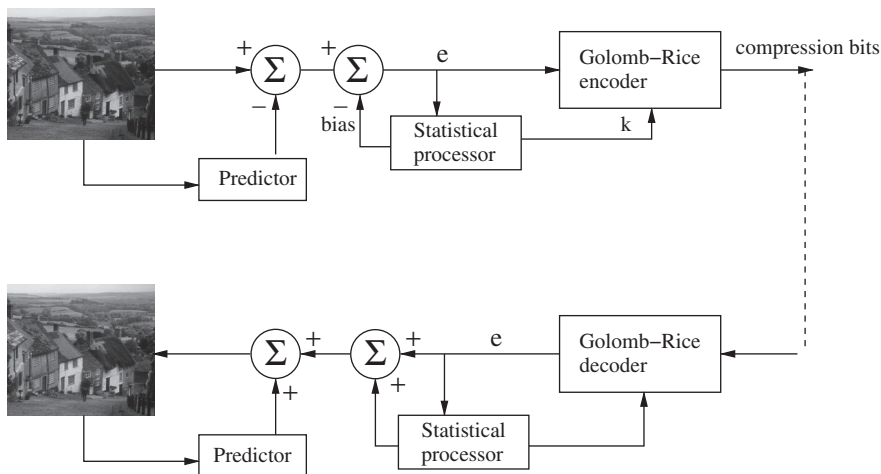 +
Σ
+
Σ
e
Golomb−Rice
encoder
compression bits
−
−
bias
Statistical
processor
k
Predictor
Σ
+
+
Σ
+
e
Golomb−Rice
decoder
+
+
Statistical
processor
Predictor